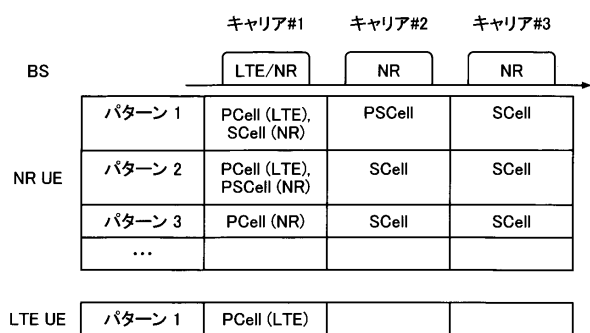 キャリア#1 キャリア#2 キャリア#3
BS LTE/NR NR NR
パターン 1 PCell (LTE), PSCell SCell
SCell (NR)
NR UE パターン 2 PCell (LTE), SCell SCell
PSCell (NR)
パターン 3 PCell (NR) SCell SCell
…
LTE UE パターン 1 PCell (LTE)